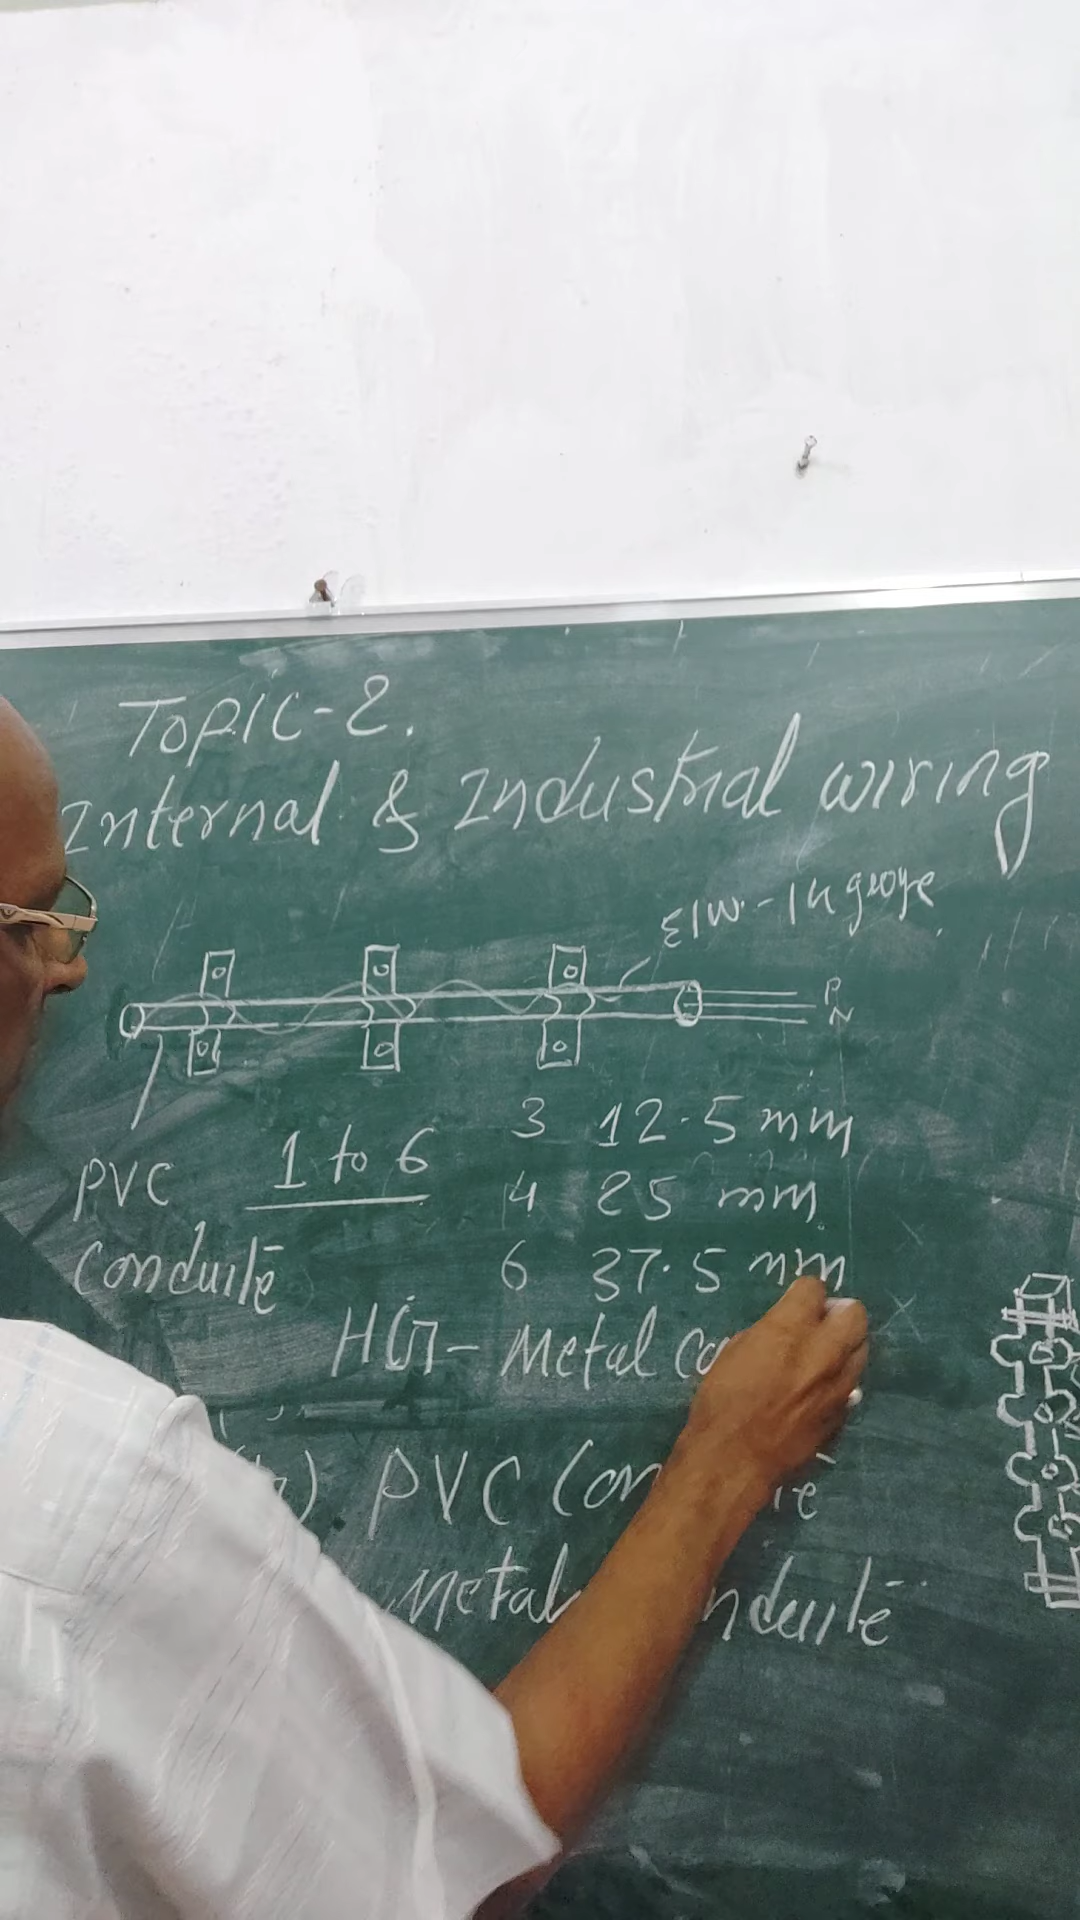 TOPIC-2.
Internal & Industrial wiring
E/W.-14 
P
N
3 12.5 mm
1 to 6
PVC
4 25 mm
Conduite
6 37.5 mm
HG- Metal
PVC
Metal